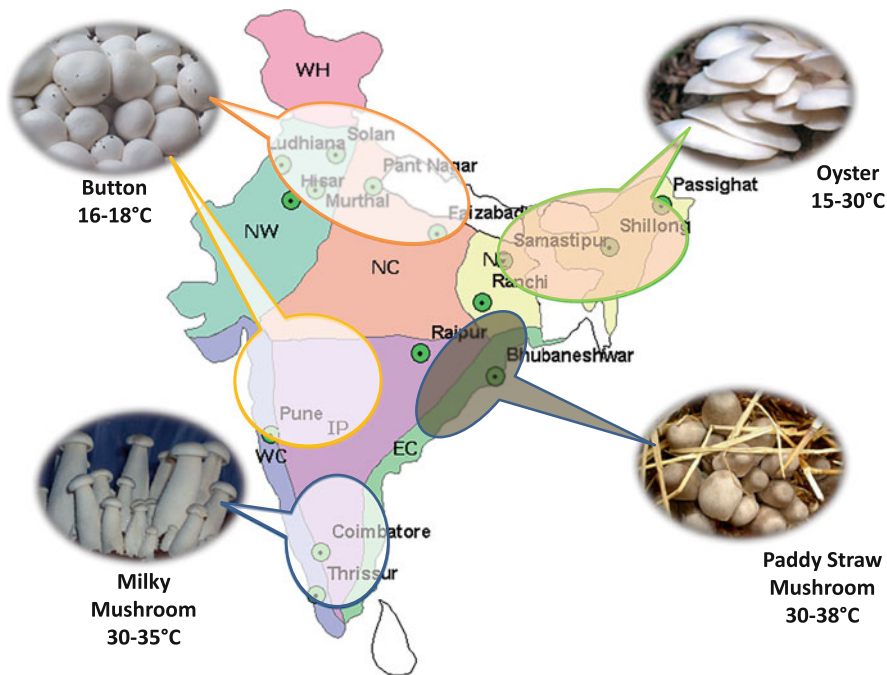 WH
Solan
Ludhiana
Pant Nagar
Hisar
Murthal
Button
16-18°C
Oyster
15-30°C
Passighat
Faizabad
Shillong
NW
Samastipur
NC
N
Ranchi
Raipur
Bhubaneshwar
Pune
IP
WC
EC
Coimbatore
Thrissur
Milky
Mushroom
30-35°C
Paddy Straw
Mushroom
30-38°C